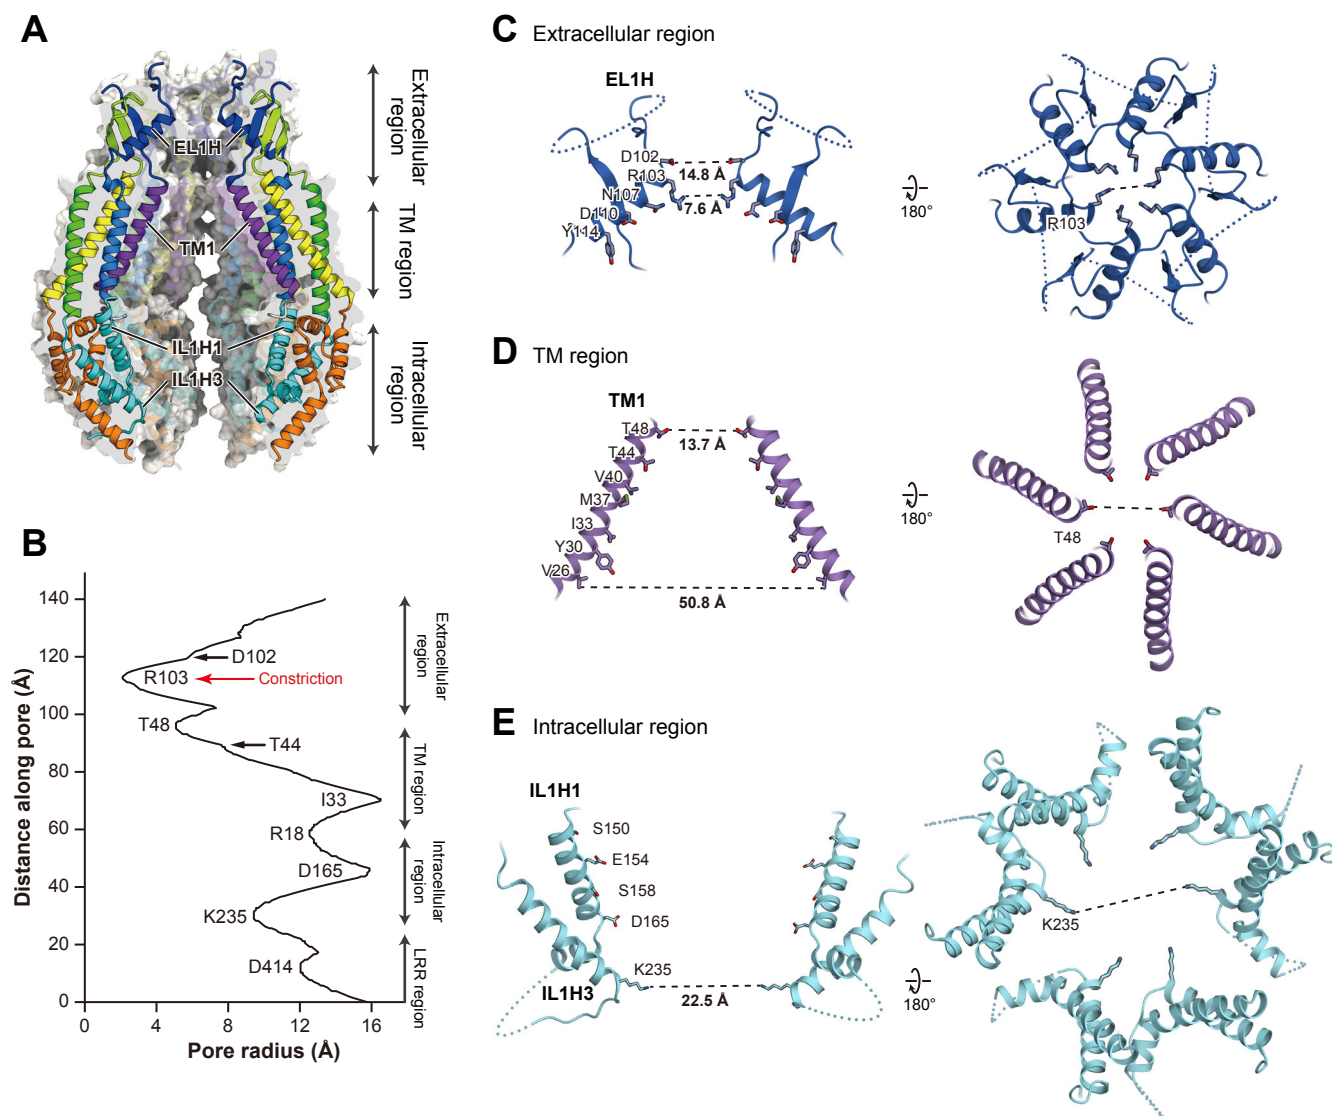 A
EL1H
TM1
IL1H1
IL1H3
Extracellular
region
TM region
Intracellular
region
B
Distance along pore (Å)
140
120
100
80
60
40
20
0
0
4
8
12
16
Pore radius (Å)
D102
R103
Constriction
T48
T44
I33
R18
D165
K235
D414
Extracellular
region
TM
region
Intracellular
region
LRR region
C Extracellular region
EL1H
D102
14.8 Å
R103
N107
7.6 Å
D110
Y114
180°
R103
D TM region
TM1
T48
13.7 Å
T44
V40
M37
I33
Y30
V26
50.8 Å
180°
T48
E Intracellular region
IL1H1
S150
E154
S158
D165
K235
IL1H3
22.5 Å
180°
K235